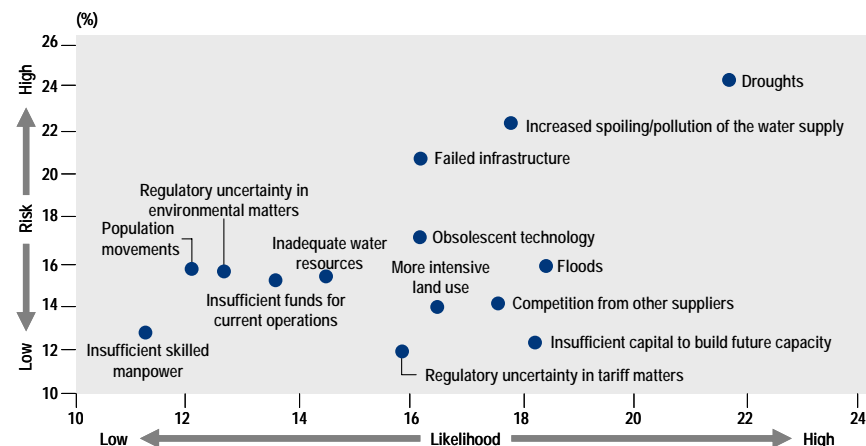 (%)
26
24
22
20
18
16
14
12
10
High
Risk
Low
Droughts
Increased spoiling/pollution of the water supply
Failed infrastructure
Regulatory uncertainty in
environmental matters
Population
movements
Inadequate water
resources
Obsolescent technology
More intensive
land use
Floods
Insufficient funds for
current operations
Competition from other suppliers
Insufficient skilled
manpower
Insufficient capital to build future capacity
Regulatory uncertainty in tariff matters
10 12 14 16 18 20 22 24
Low Likelihood High